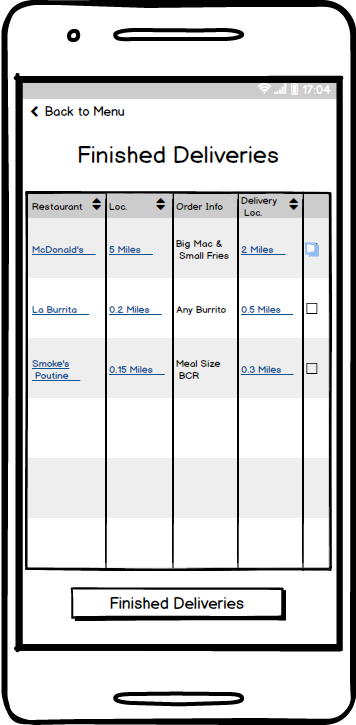 17:04
Back to Menu
Finished Deliveries
Restaurant Loc. Order Info Delivery
Loc.
McDonald's 5 Miles Big Mac &
Small Fries 2 Miles
La Burrita 0.2 Miles Any Burrito 0.5 Miles
Smoke's
Poutine 0.15 Miles Meal Size
BCR 0.3 Miles
Finished Deliveries